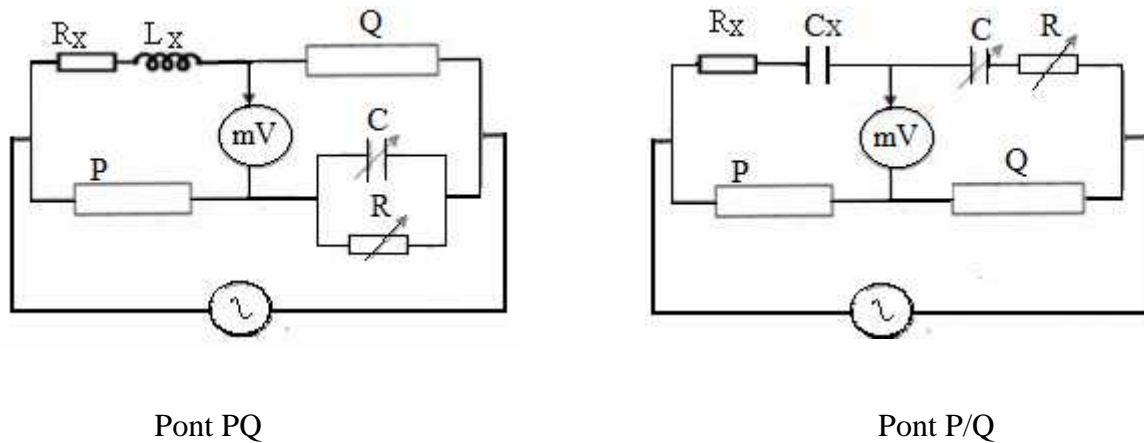 Rx Lx Q
mV
C
P
R
Rx Cx C R
mV
P Q
Pont PQ
Pont P/Q